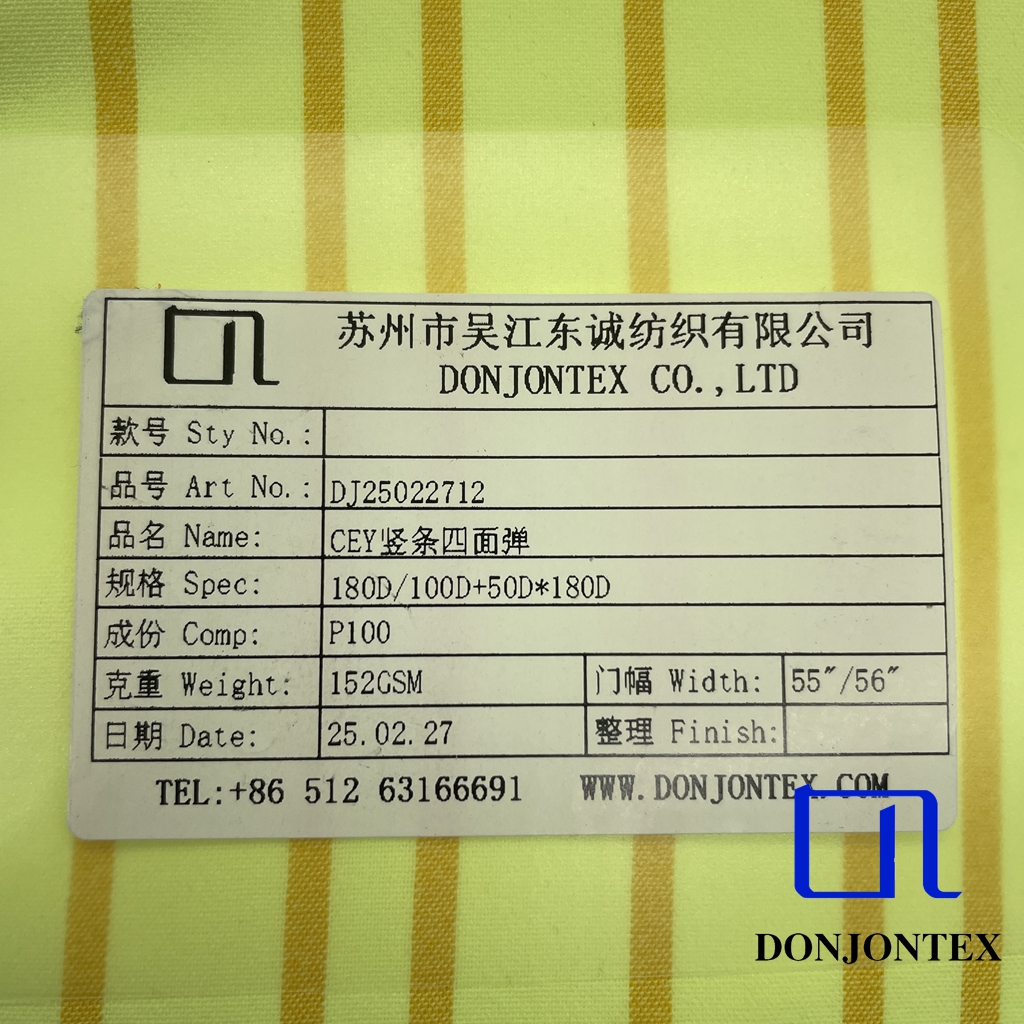 苏州市吴江东诚纺织有限公司
DONJONTEX CO.,LTD
款号 Sty No.:
品号 Art No.: DJ25022712
品名 Name: CEY竖条四面弹
规格 Spec: 180D/100D+50D*180D
成份 Comp: P100
克重 Weight: 152GSM 门幅 Width: 55″/56″
日期 Date: 25.02.27 整理 Finish:
TEL:+86 512 63166691 WWW.DONJONTEX.COM
DONJONTEX